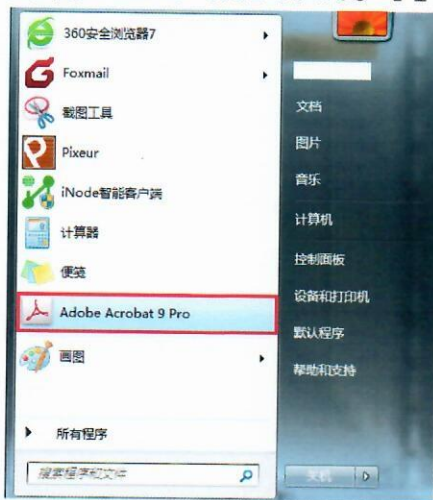 360安全浏览器7
Foxmail
截图工具
Pixeur
iNode智能客户端
计算器
便笺
Adobe Acrobat 9 Pro
画图
所有程序
搜索程序和文件
文档
图片
音乐
计算机
控制面板
设备和打印机
默认程序
帮助和支持
关机